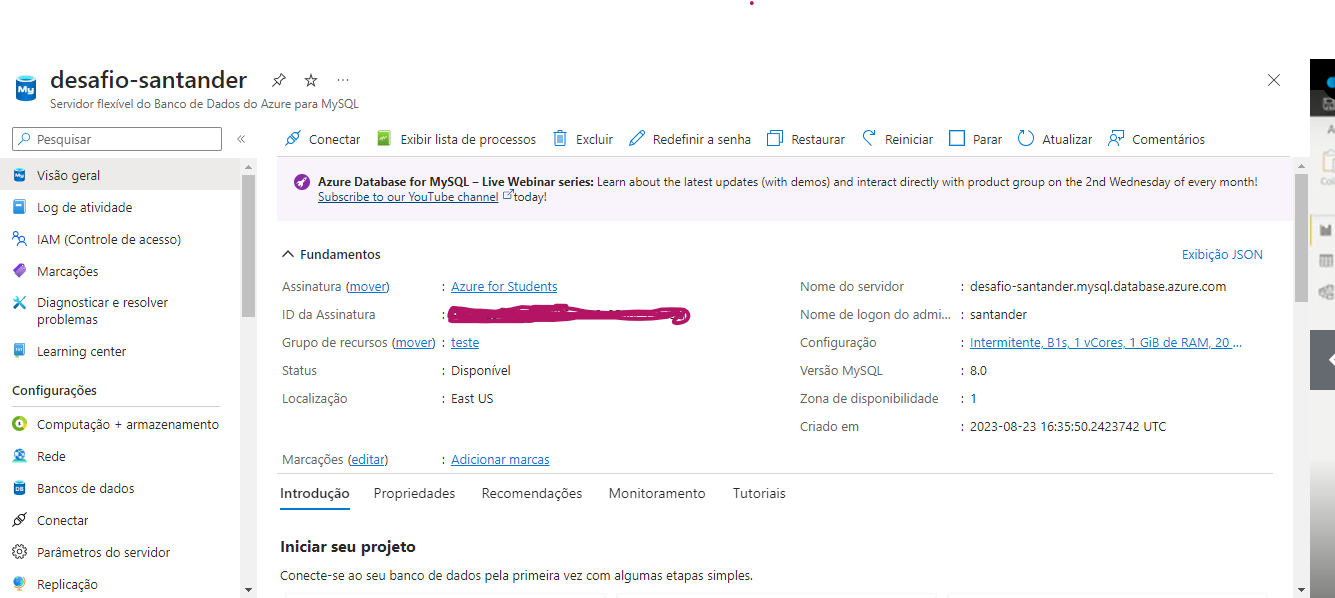 desafio-santander
Servidor flexível do Banco de Dados do Azure para MySQL
Pesquisar
Visão geral
Log de atividade
IAM (Controle de acesso)
Marcações
Diagnosticar e resolver
problemas
Learning center
Configurações
Computação + armazenamento
Rede
Bancos de dados
Conectar
Parâmetros do servidor
Replicação
Conectar Exibir lista de processos Excluir Redefinir a senha Restaurar Reiniciar Parar Atualizar Comentários
Azure Database for MySQL – Live Webinar series: Learn about the latest updates (with demos) and interact directly with product group on the 2nd Wednesday of every month!
Subscribe to our YouTube channel today!
Fundamentos
Exibição JSON
Assinatura (mover) : Azure for Students
ID da Assinatura :
Grupo de recursos (mover) : teste
Status : Disponível
Localização : East US
Nome do servidor : desafio-santander.mysql.database.azure.com
Nome de logon do admi... : santander
Configuração : Intermitente, B1s, 1 vCores, 1 GiB de RAM, 20 ...
Versão MySQL : 8.0
Zona de disponibilidade : 1
Criado em : 2023-08-23 16:35:50.2423742 UTC
Marcações (editar) : Adicionar marcas
Introdução Propriedades Recomendações Monitoramento Tutoriais
Iniciar seu projeto
Conecte-se ao seu banco de dados pela primeira vez com algumas etapas simples.